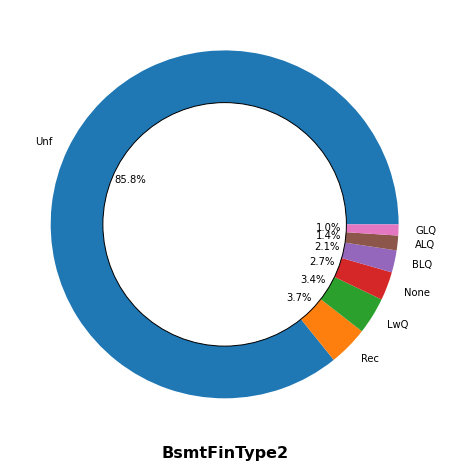 Unf
85.8%
1.0%
GLQ
1.4%
ALQ
2.1%
BLQ
2.7%
None
3.4%
LwQ
3.7%
Rec
BsmtFinType2